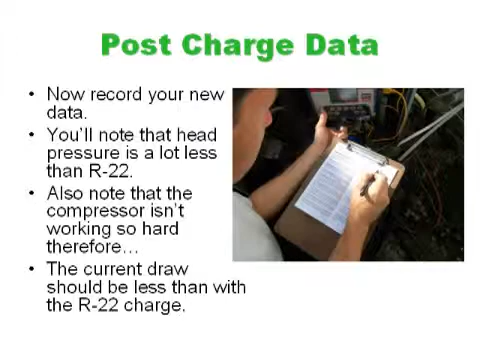 Post Charge Data
• Now record your new
data.
• You'll note that head
pressure is a lot less
than R-22.
• Also note that the
compressor isn't
working so hard
therefore…
• The current draw
should be less than with
the R-22 charge.